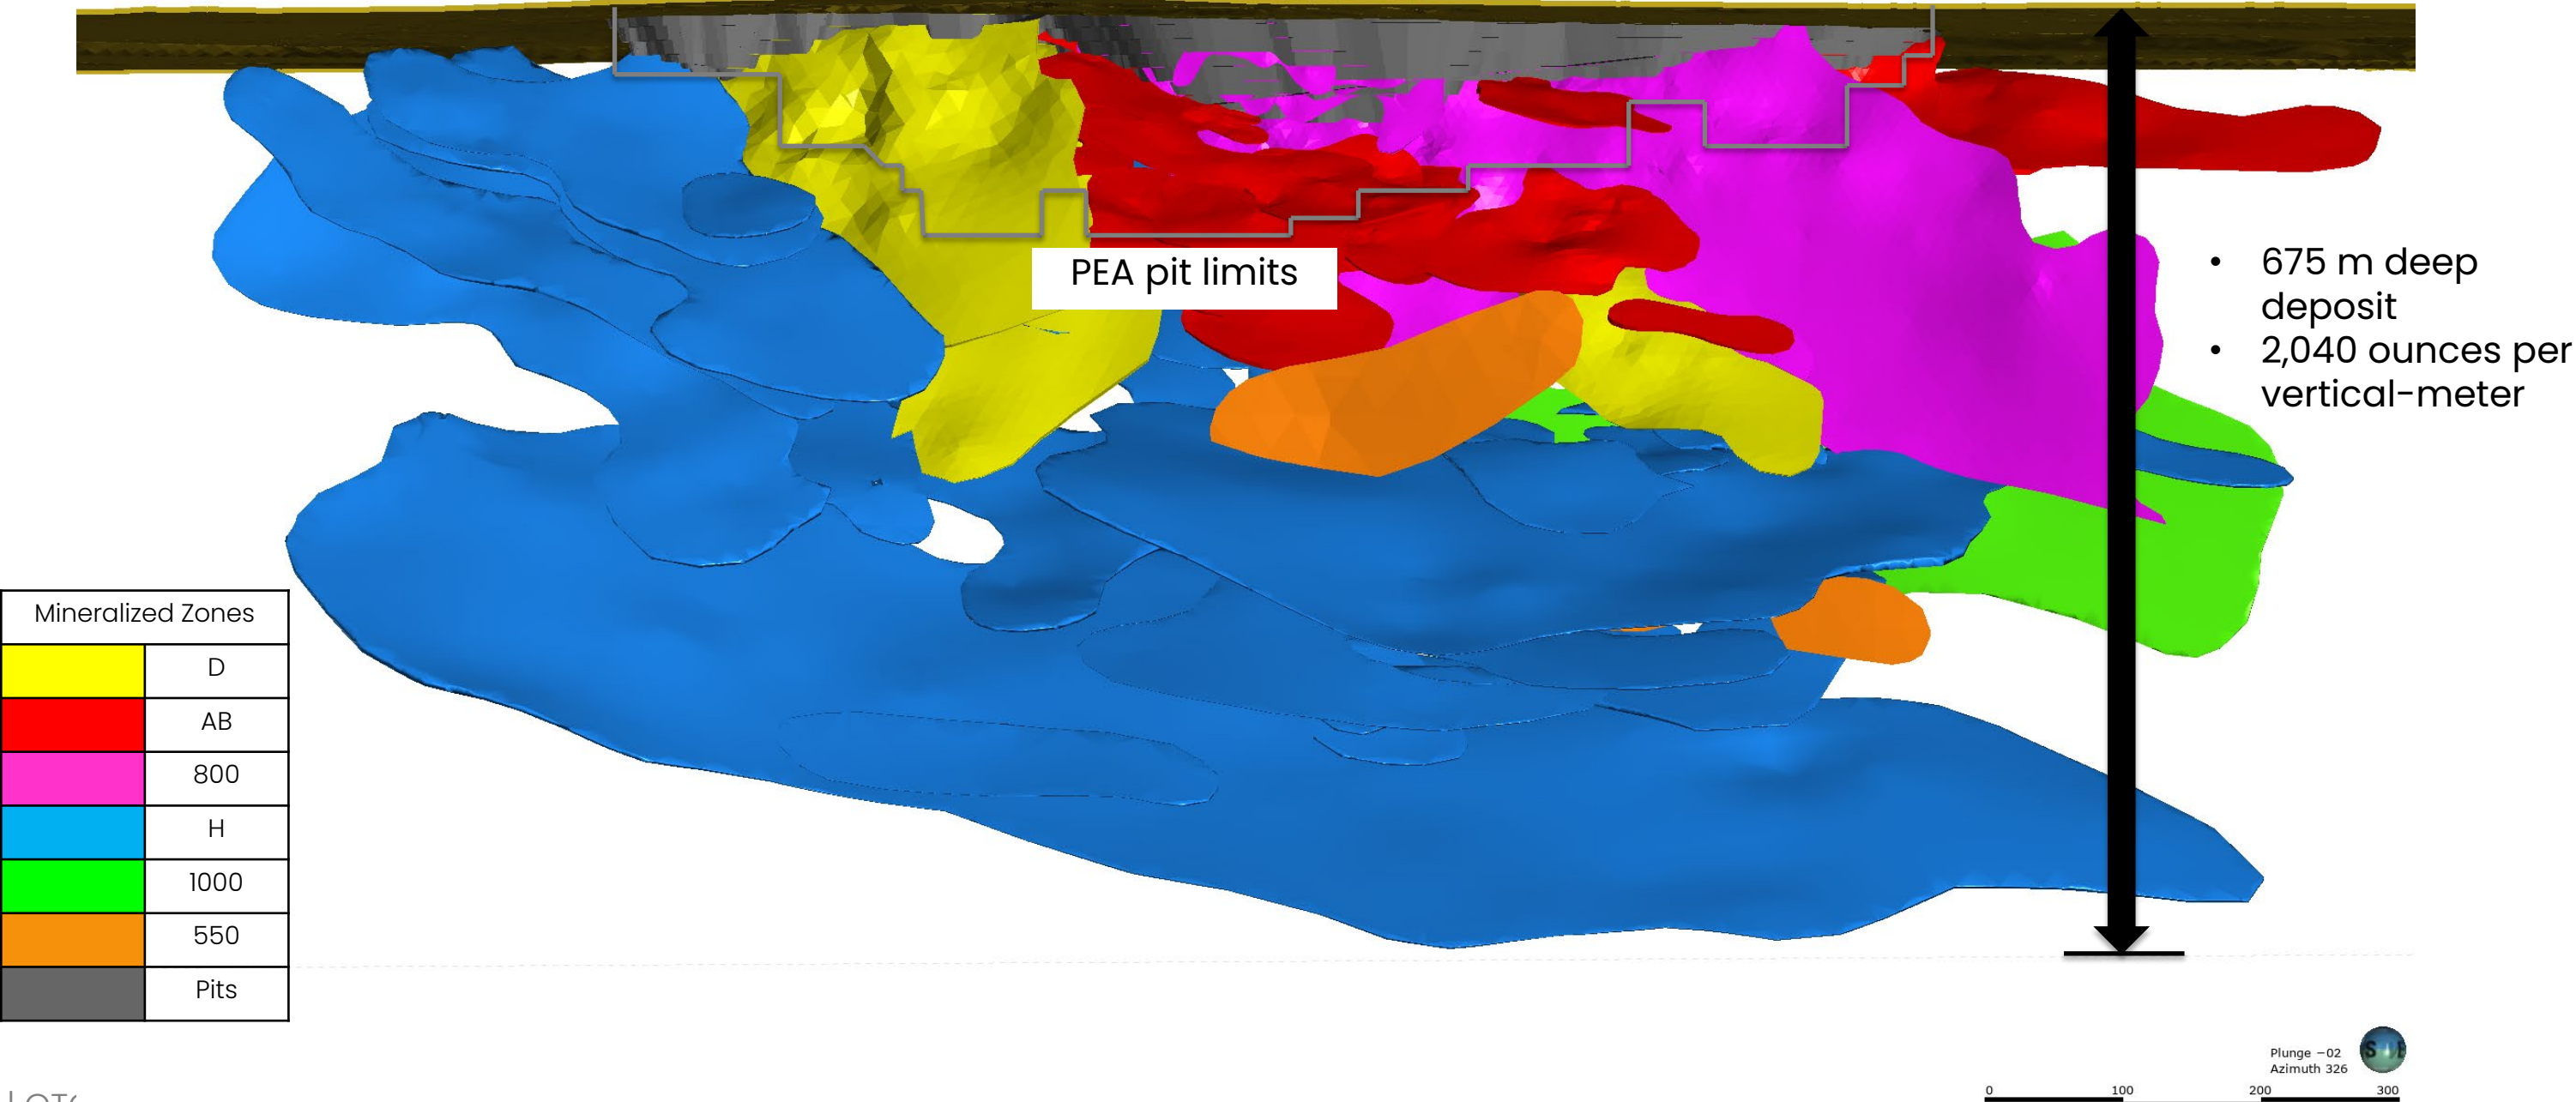 PEA pit limits
• 675 m deep
deposit
• 2,040 ounces per
vertical-meter
Mineralized Zones
D
AB
800
H
1000
550
Pits
Plunge −02
Azimuth 326
0 100 200 300